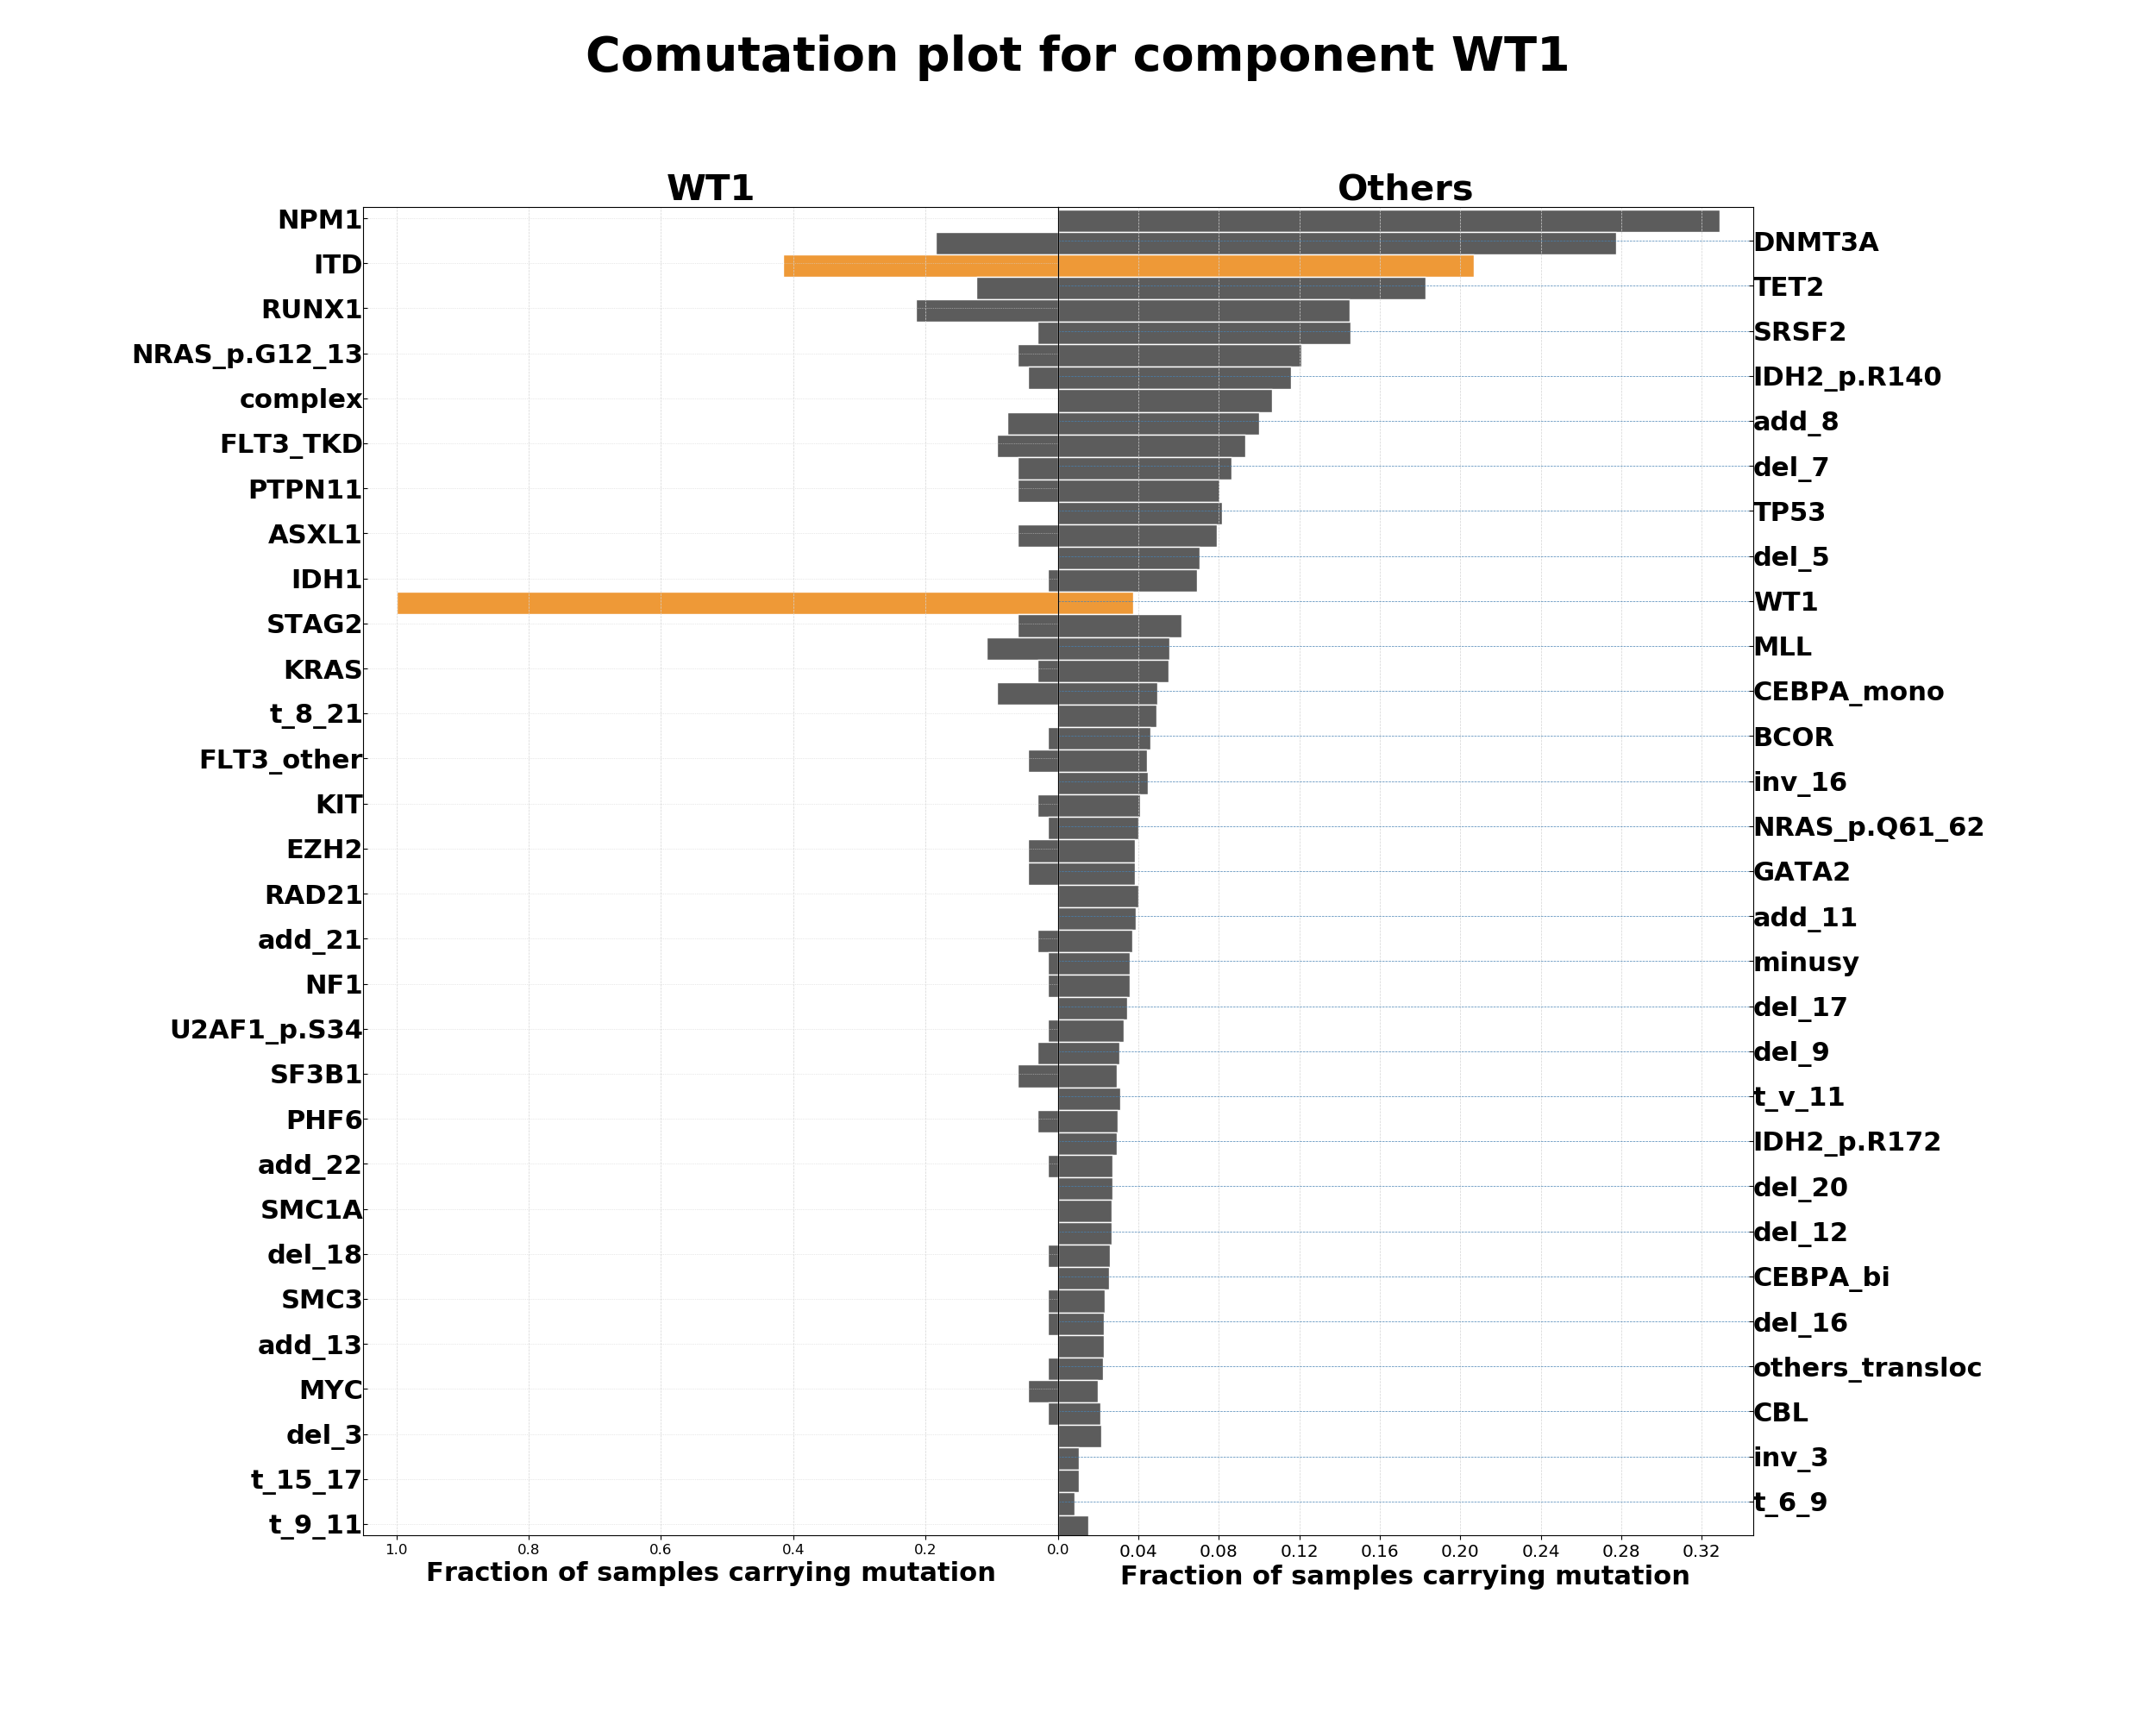 Comutation plot for component WT1
WT1
Others
NPM1
DNMT3A
ITD
TET2
RUNX1
SRSF2
NRAS_p.G12_13
IDH2_p.R140
complex
add_8
FLT3_TKD
del_7
PTPN11
TP53
ASXL1
del_5
IDH1
WT1
STAG2
MLL
KRAS
CEBPA_mono
t_8_21
BCOR
FLT3_other
inv_16
KIT
NRAS_p.Q61_62
EZH2
GATA2
RAD21
add_11
add_21
minusy
NF1
del_17
U2AF1_p.S34
del_9
SF3B1
t_v_11
PHF6
IDH2_p.R172
add_22
del_20
SMC1A
del_12
del_18
CEBPA_bi
SMC3
del_16
add_13
others_transloc
MYC
CBL
del_3
inv_3
t_15_17
t_6_9
t_9_11
1.0 0.8 0.6 0.4 0.2 0.0 0.04 0.08 0.12 0.16 0.20 0.24 0.28 0.32
Fraction of samples carrying mutation
Fraction of samples carrying mutation